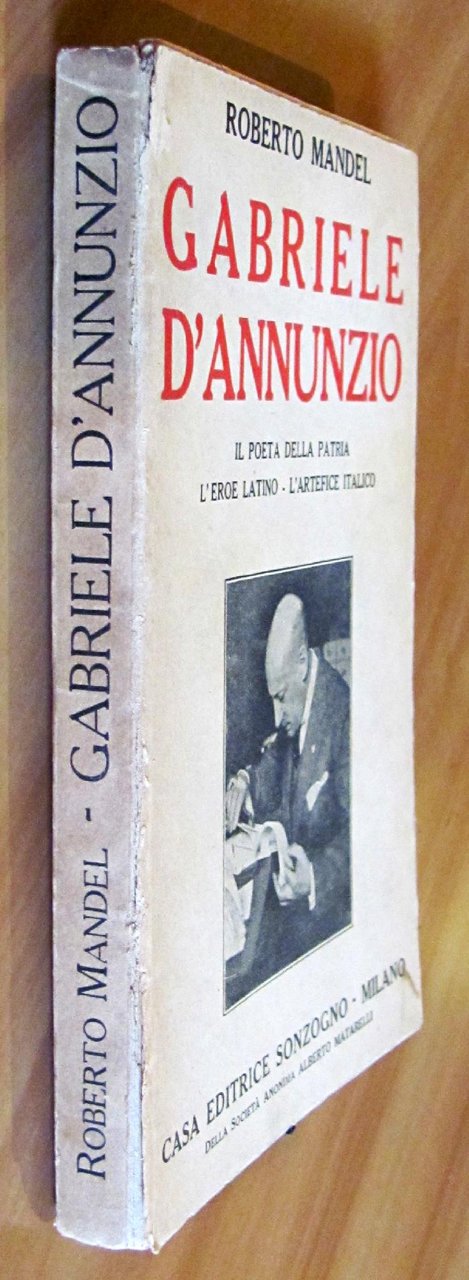 ROBERTO MANDEL - GABRIELE D'ANNUNZIO
ROBERTO MANDEL
GABRIELE
D'ANNUNZIO
IL POETA DELLA PATRIA
L'EROE LATINO - L'ARTEFICE ITALICO
CASA EDITRICE SONZOGNO - MILANO
DELLA SOCIETÀ ANONIMA ALBERTO MATARELLI